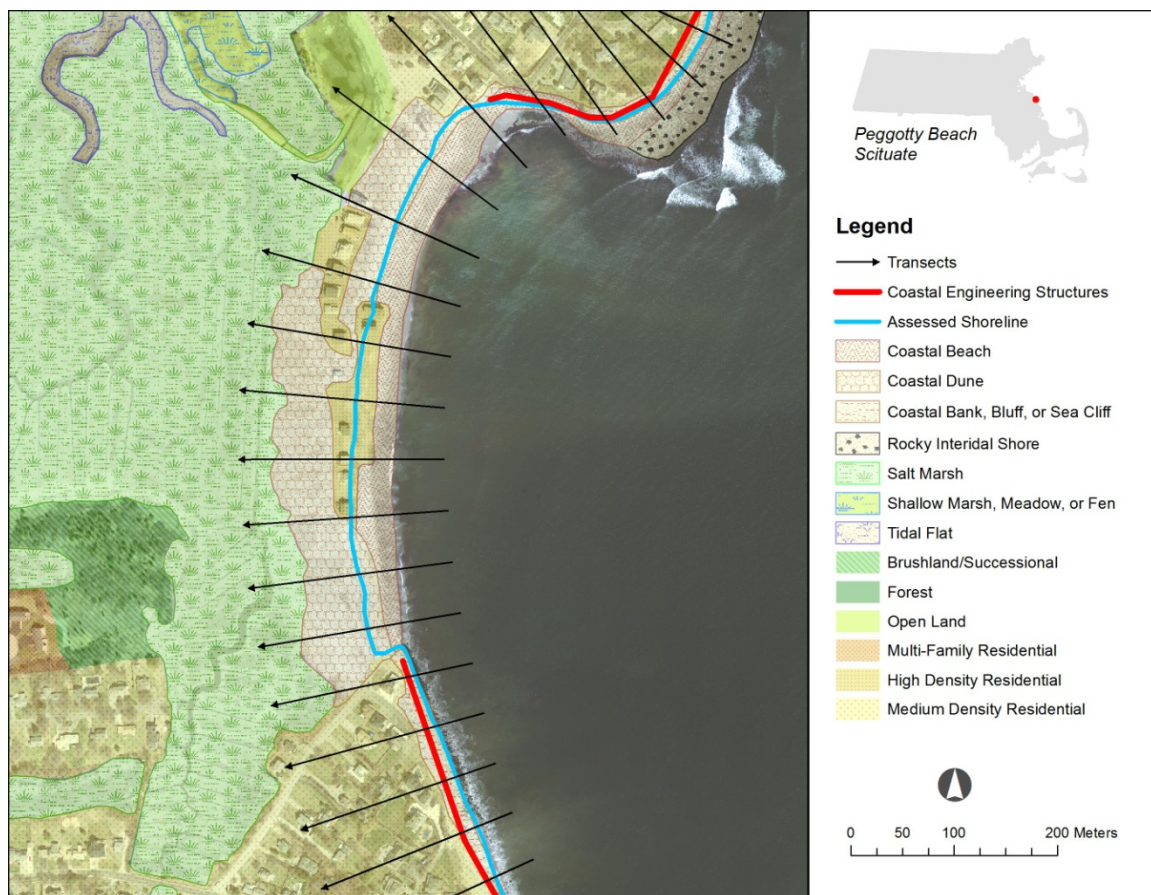 Peggotty Beach
Scituate
Legend
Transects
Coastal Engineering Structures
Assessed Shoreline
Coastal Beach
Coastal Dune
Coastal Bank, Bluff, or Sea Cliff
Rocky Interidal Shore
Salt Marsh
Shallow Marsh, Meadow, or Fen
Tidal Flat
Brushland/Successional
Forest
Open Land
Multi-Family Residential
High Density Residential
Medium Density Residential
0 50 100 200 Meters